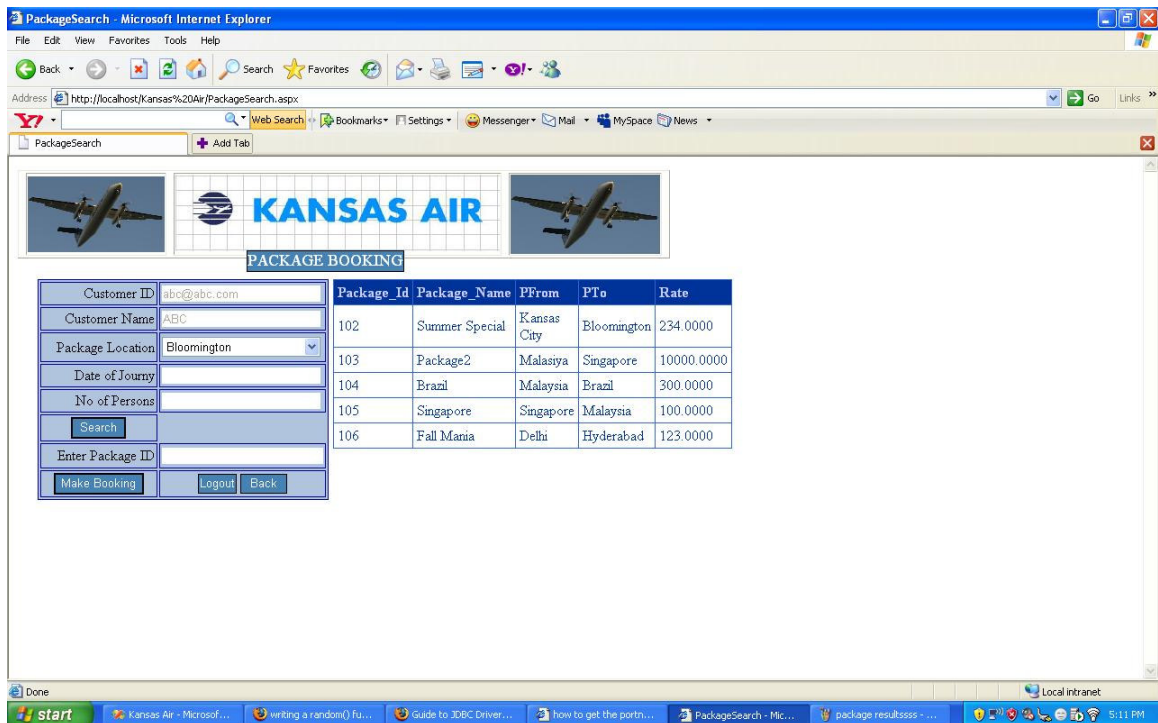 PackageSearch - Microsoft Internet Explorer
File Edit View Favorites Tools Help
Back Search Favorites
Address http://localhost/Kansas%20Air/PackageSearch.aspx Go Links »
Y! Web Search Bookmarks Settings Messenger Mail MySpace News
PackageSearch Add Tab
KANSAS AIR
PACKAGE BOOKING
Customer ID abc@abc.com
Customer Name ABC
Package Location Bloomington
Date of Journy
No of Persons
Search
Enter Package ID
Make Booking Logout Back
Package_Id Package_Name PFrom PTo Rate
102 Summer Special Kansas City Bloomington 234.0000
103 Package2 Malasiya Singapore 10000.0000
104 Brazil Malaysia Brazil 300.0000
105 Singapore Singapore Malaysia 100.0000
106 Fall Mania Delhi Hyderabad 123.0000
Done Local intranet
start Kansas Air - Microsof... writing a random() fu... Guide to JDBC Driver... how to get the portn... PackageSearch - Mic... package resultssss - ... 5:11 PM